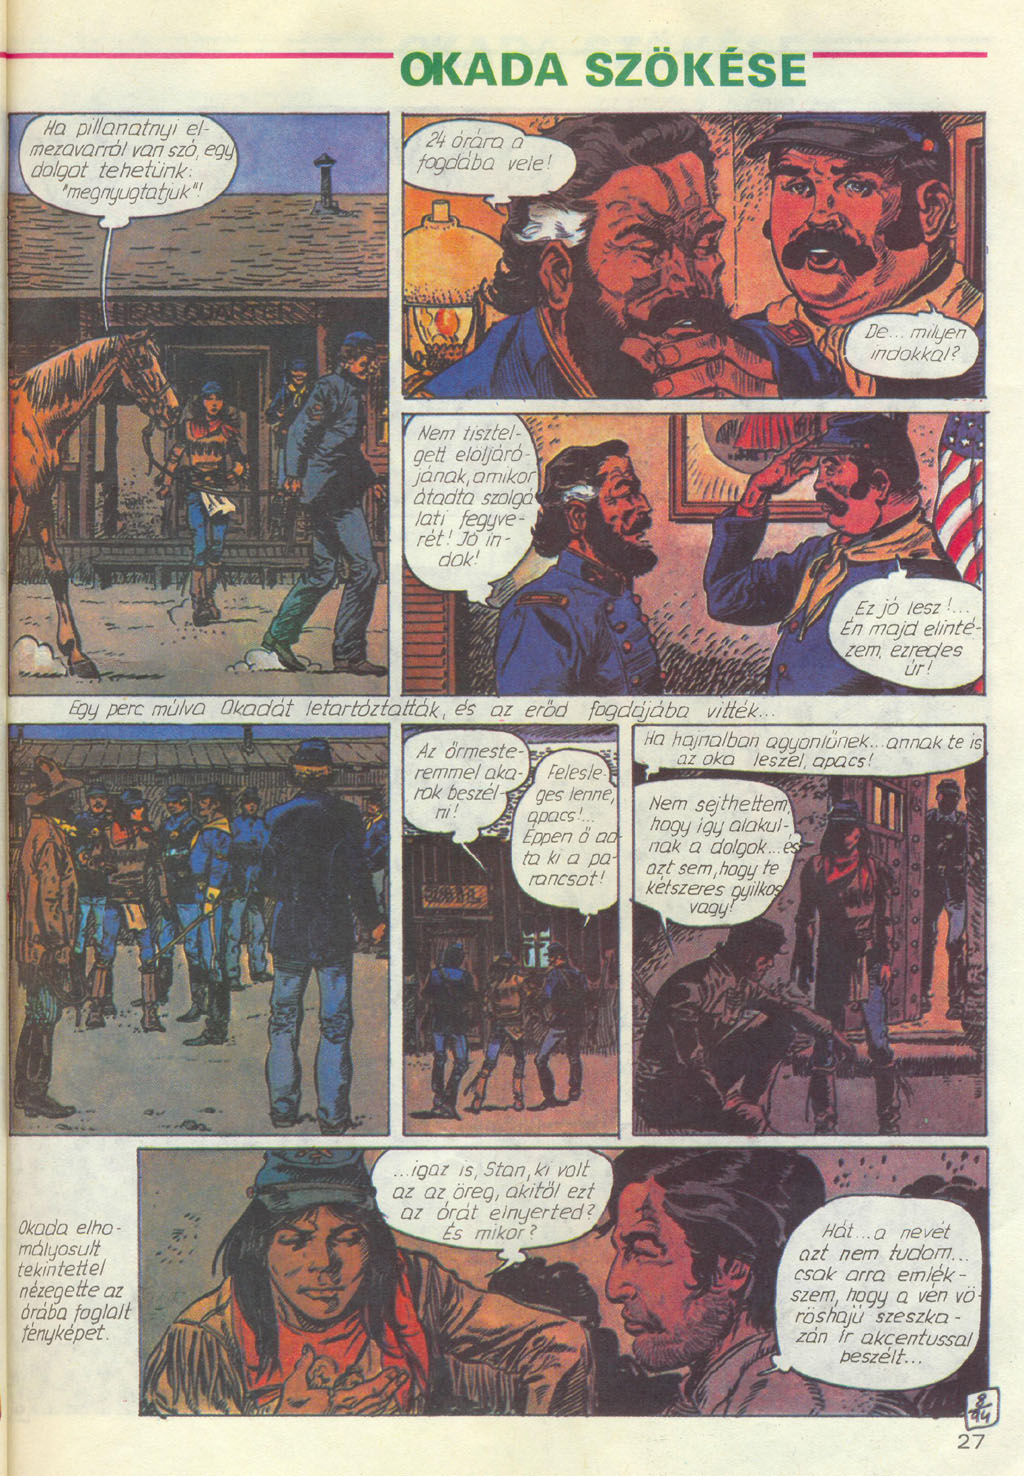 OKADA SZÖKÉSE
Ha pillanatnyi el-
mezavarról van szó, egy
dolgot tehetünk:
"megnyugtatjuk"!
HEAD QUARTER
24 órára a
fogdába vele!
De... milyen
indokkal?
Nem tisztel-
gett elöljáró-
jának, amikor
átadta szolgá
lati fegyve-
rét! Jó in-
dok!
Ez jó lesz!...
Én majd elinté-
zem, ezredes
úr!
Egy perc múlva Okadát letartóztatták, és az erőd fogdájába vitték...
Az őrmeste-
remmel aka-
rok beszél-
ni!
Felesle-
ges lenne,
apacs!...
Éppen ő ad
ta ki a pa-
rancsot!
Ha hajnalban agyonlőnek... annak te is
az oka leszel, apacs!
Nem sejthettem,
hogy így alakul-
nak a dolgok... és
azt sem, hogy te
kétszeres gyilkos
vagy!
Okada elho-
mályosult
tekintettel
nézegette az
órába foglalt
fényképet.
...igaz is, Stan, ki volt
az az öreg, akitől ezt
az órát elnyerted?
És mikor?
Hát... a nevét
azt nem tudom...
csak arra emlék-
szem, hogy a vén vö-
röshajú szeszka-
zán ír akcentussal
beszélt...
8/44
27